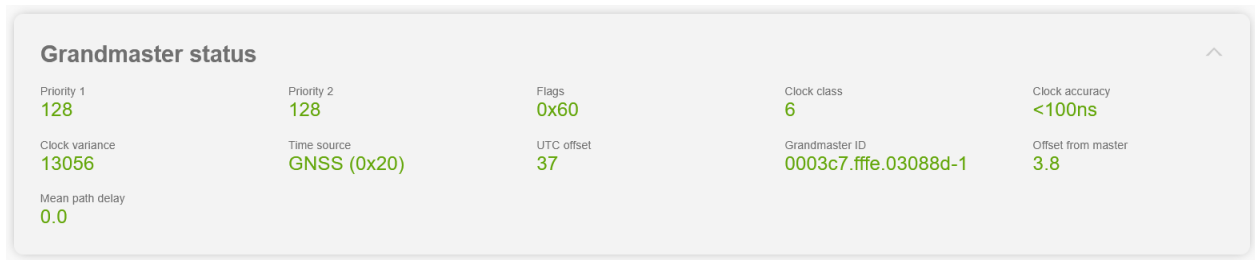 Grandmaster status
Priority 1 Priority 2 Flags Clock class Clock accuracy
128 128 0x60 6 <100ns
Clock variance Time source UTC offset Grandmaster ID Offset from master
13056 GNSS (0x20) 37 0003c7.fffe.03088d-1 3.8
Mean path delay
0.0